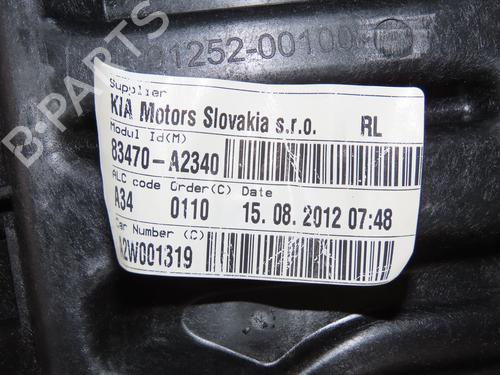 B-PARTS
91252-00100
Supplier
KIA Motors Slovakia s.r.o. RL
Modul Id(M)
83470-A2340
ALC code Order(C) Date
A34 0110 15. 08. 2012 07:48
Car Number (C)
A2W001319